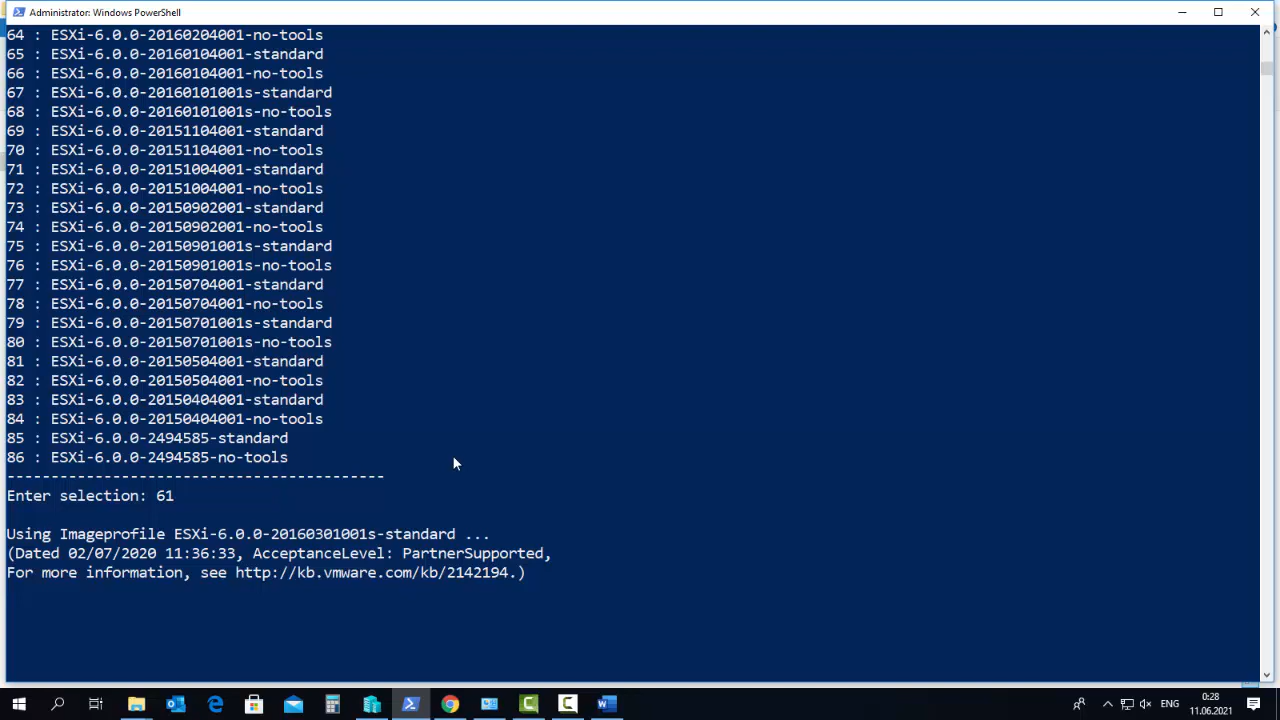 Administrator: Windows PowerShell
64 : ESXi-6.0.0-20160204001-no-tools
65 : ESXi-6.0.0-20160104001-standard
66 : ESXi-6.0.0-20160104001-no-tools
67 : ESXi-6.0.0-20160101001s-standard
68 : ESXi-6.0.0-20160101001s-no-tools
69 : ESXi-6.0.0-20151104001-standard
70 : ESXi-6.0.0-20151104001-no-tools
71 : ESXi-6.0.0-20151004001-standard
72 : ESXi-6.0.0-20151004001-no-tools
73 : ESXi-6.0.0-20150902001-standard
74 : ESXi-6.0.0-20150902001-no-tools
75 : ESXi-6.0.0-20150901001s-standard
76 : ESXi-6.0.0-20150901001s-no-tools
77 : ESXi-6.0.0-20150704001-standard
78 : ESXi-6.0.0-20150704001-no-tools
79 : ESXi-6.0.0-20150701001s-standard
80 : ESXi-6.0.0-20150701001s-no-tools
81 : ESXi-6.0.0-20150504001-standard
82 : ESXi-6.0.0-20150504001-no-tools
83 : ESXi-6.0.0-20150404001-standard
84 : ESXi-6.0.0-20150404001-no-tools
85 : ESXi-6.0.0-2494585-standard
86 : ESXi-6.0.0-2494585-no-tools
-------------------------------------------
Enter selection: 61
Using Imageprofile ESXi-6.0.0-20160301001s-standard ...
(Dated 02/07/2020 11:36:33, AcceptanceLevel: PartnerSupported,
For more information, see http://kb.vmware.com/kb/2142194.)
ENG
0:28
11.06.2021